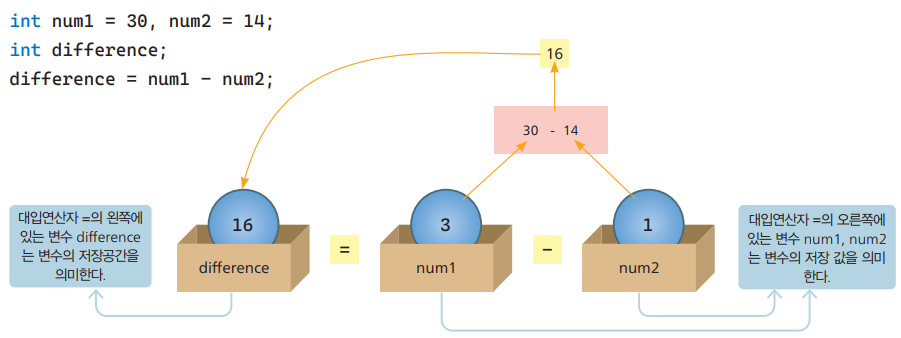 int num1 = 30, num2 = 14;
int difference;
difference = num1 - num2;
16
30 - 14
대입연산자 =의 왼쪽에
있는 변수 difference
는 변수의 저장공간을
의미한다.
16
difference
=
3
num1
-
1
num2
대입연산자 =의 오른쪽에
있는 변수 num1, num2
는 변수의 저장 값을 의미
한다.